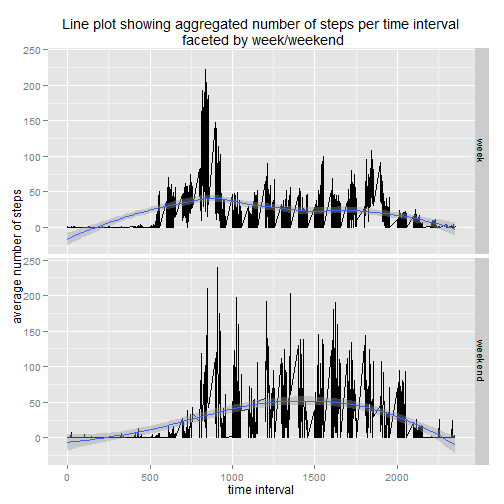 Line plot showing aggregated number of steps per time interval
faceted by week/weekend
average number of steps
250
200
150
100
50
0
week
250
200
150
100
50
0
weekend
0
500
1000
1500
2000
time interval